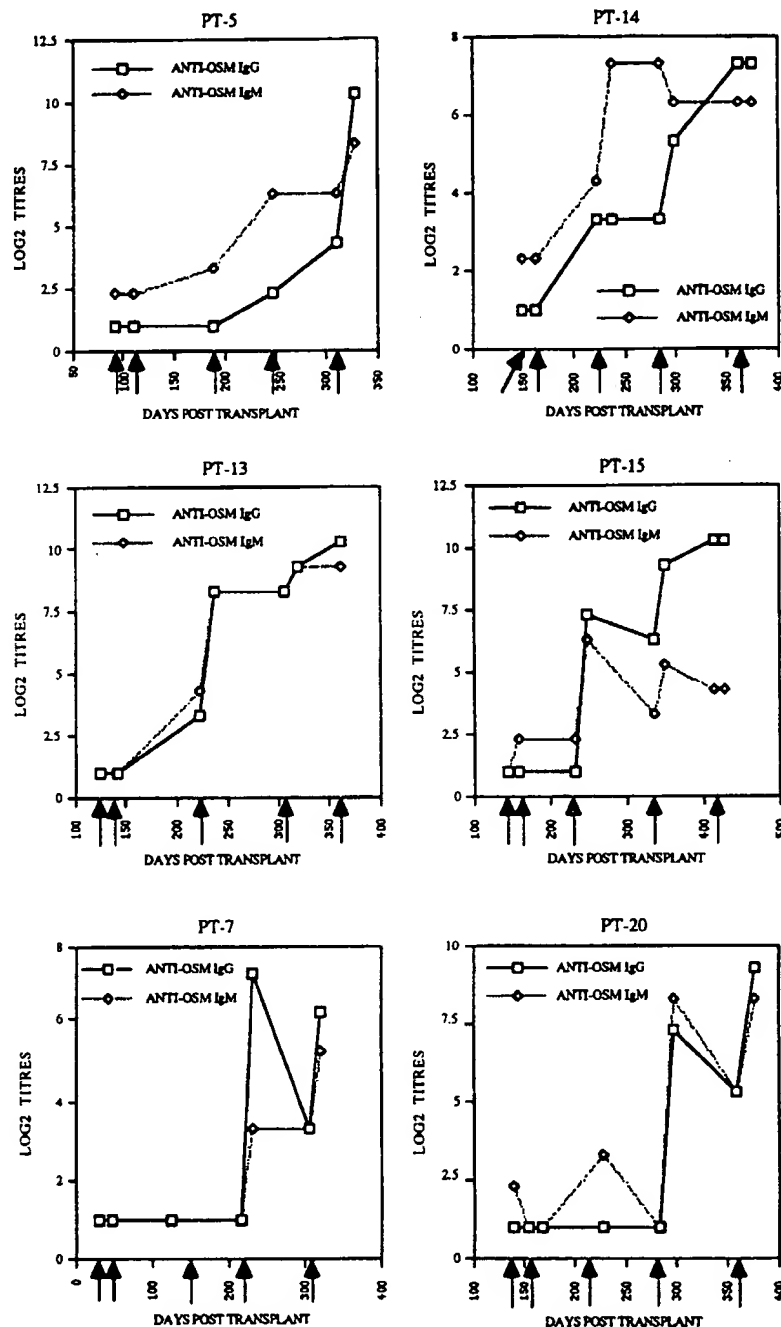 PT-5
12.5
ANTI-OSM IgG
ANTI-OSM IgM
10
7.5
LOG2 TITRES
5
2.5
0
50
100
150
200
250
300
350
DAYS POST TRANSPLANT
PT-14
8
6
LOG2 TITRES
4
2
0
ANTI-OSM IgG
ANTI-OSM IgM
100
150
200
250
300
350
400
DAYS POST TRANSPLANT
PT-13
12.5
ANTI-OSM IgG
ANTI-OSM IgM
10
7.5
LOG2 TITRES
5
2.5
0
100
150
200
250
300
350
400
DAYS POST TRANSPLANT
PT-15
12.5
ANTI-OSM IgG
ANTI-OSM IgM
10
7.5
LOG2 TITRES
5
2.5
0
100
200
300
400
500
DAYS POST TRANSPLANT
PT-7
8
ANTI-OSM IgG
ANTI-OSM IgM
6
LOG2 TITRES
4
2
0
0
100
200
300
400
DAYS POST TRANSPLANT
PT-20
10
ANTI-OSM IgG
ANTI-OSM IgM
7.5
LOG2 TITRES
5
2.5
0
100
150
200
250
300
350
400
DAYS POST TRANSPLANT